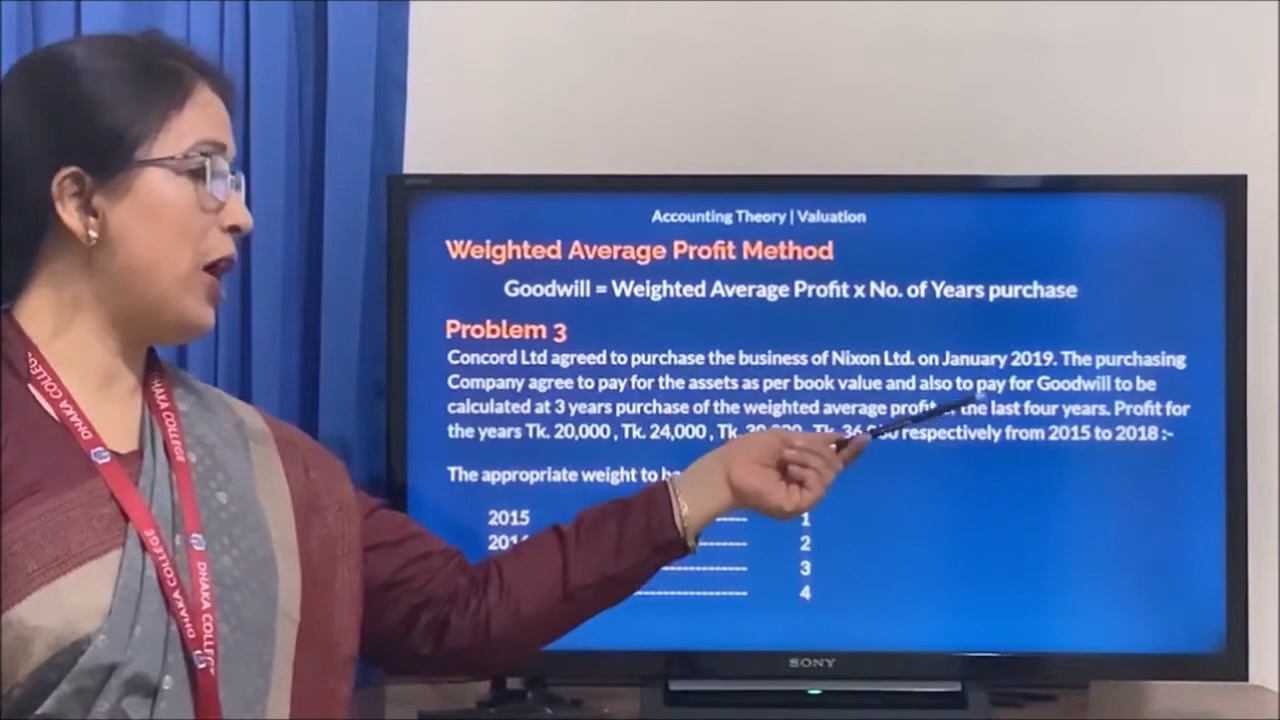 Accounting Theory | Valuation
Weighted Average Profit Method
Goodwill = Weighted Average Profit x No. of Years purchase
Problem 3
Concord Ltd agreed to purchase the business of Nixon Ltd. on January 2019. The purchasing
Company agree to pay for the assets as per book value and also to pay for Goodwill to be
calculated at 3 years purchase of the weighted average profit the last four years. Profit for
the years Tk. 20,000 , Tk. 24,000 , Tk. Tk. respectively from 2015 to 2018 :-
The appropriate weight to
2015 1
2
3
4
SONY
DHAKA COLLEGE
DHAKA COLLEGE
DHAKA COLLEGE
DHAKA COLLEGE